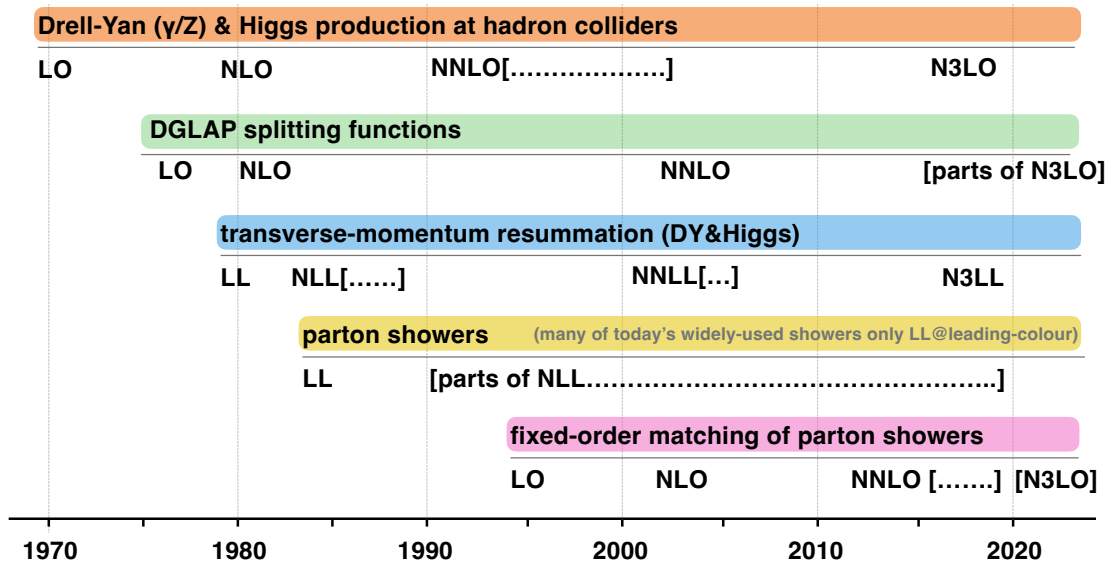 Drell-Yan (γ/Z) & Higgs production at hadron colliders
LO NLO NNLO[……………….] N3LO
DGLAP splitting functions
LO NLO NNLO [parts of N3LO]
transverse-momentum resummation (DY&Higgs)
LL NLL[……] NNLL[…] N3LL
parton showers (many of today's widely-used showers only LL@leading-colour)
LL [parts of NLL…………………………………………..]
fixed-order matching of parton showers
LO NLO NNLO […….] [N3LO]
1970 1980 1990 2000 2010 2020